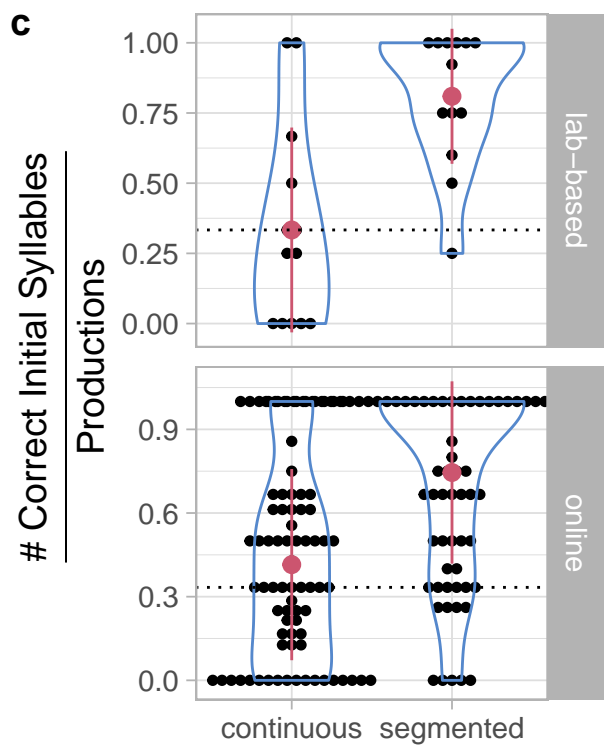 c
# Correct Initial Syllables
Productions
1.00
0.75
0.50
0.25
0.00
lab−based
0.9
0.6
0.3
0.0
online
continuous segmented